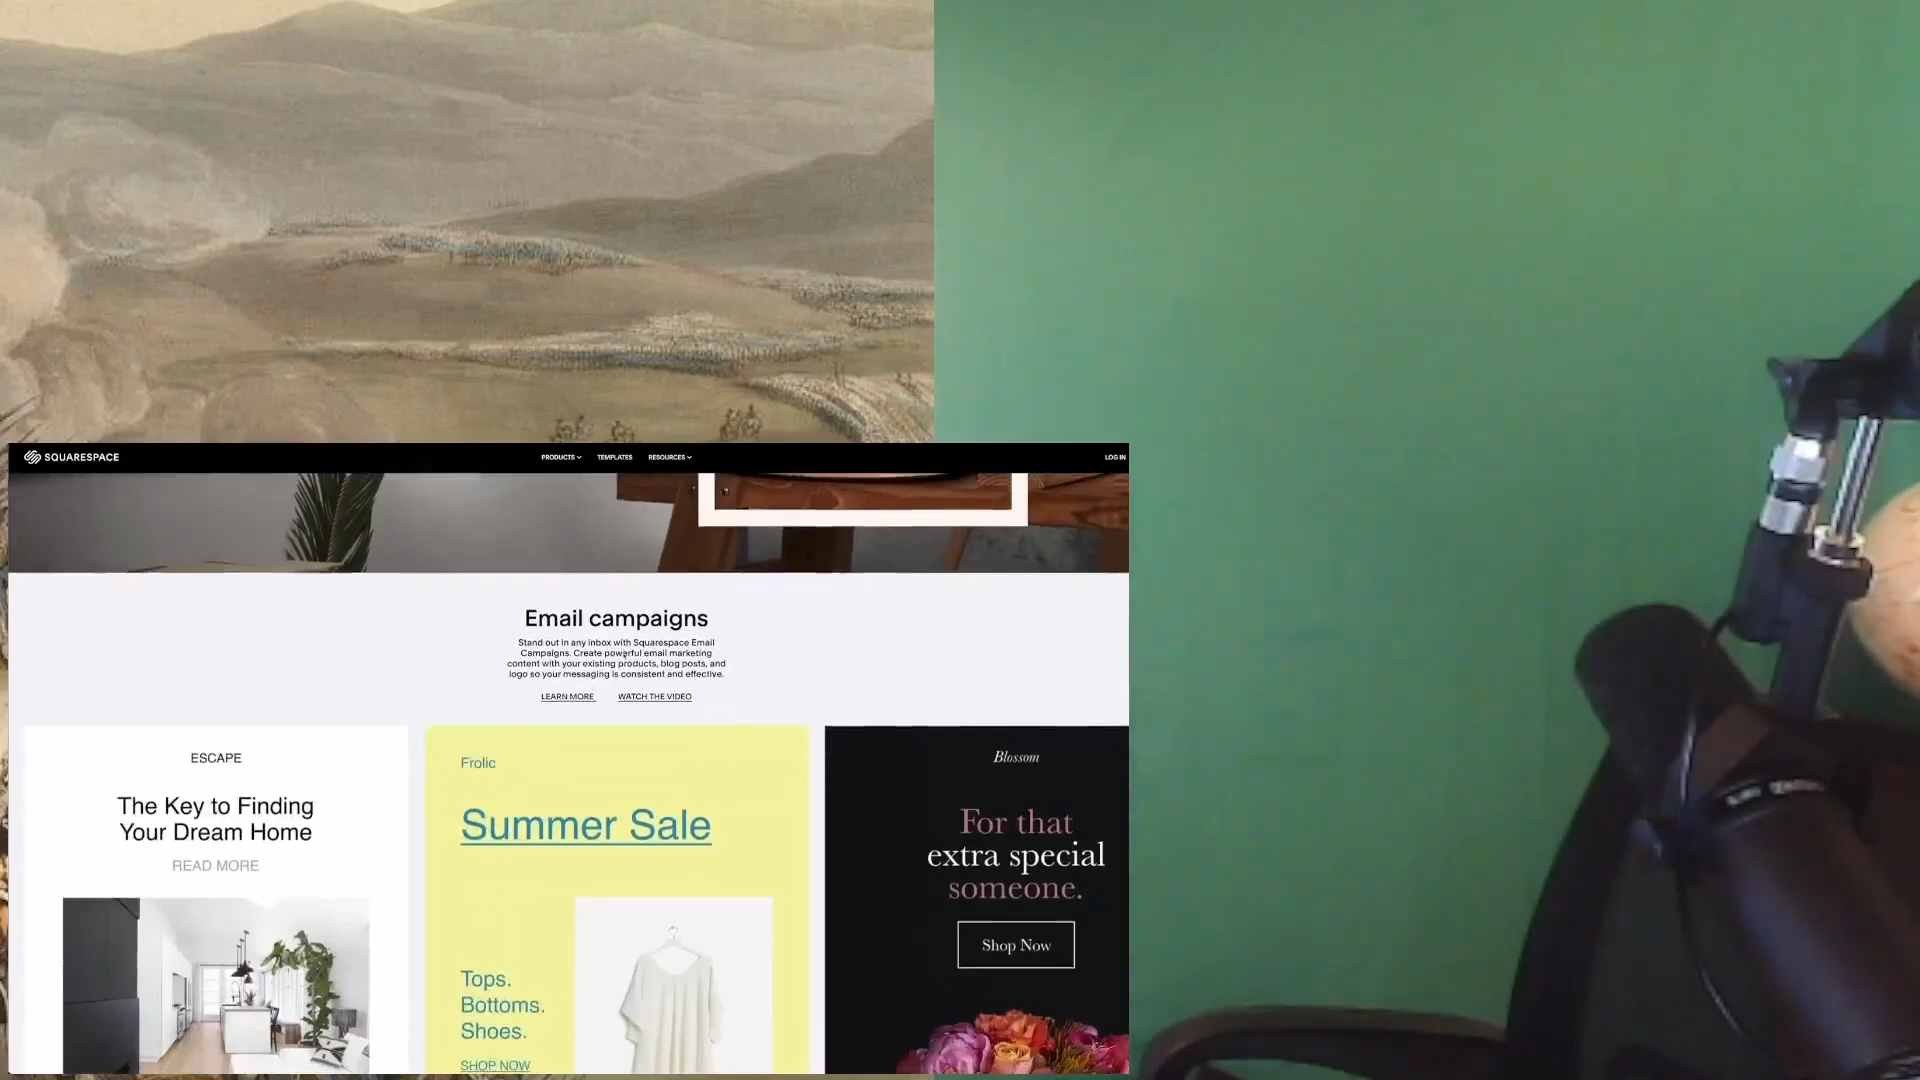 SQUARESPACE
PRODUCTS
TEMPLATES
RESOURCES
LOG IN
Email campaigns
Stand out in any inbox with Squarespace Email
Campaigns. Create powerful email marketing
content with your existing products, blog posts, and
logo so your messaging is consistent and effective.
LEARN MORE
WATCH THE VIDEO
ESCAPE
The Key to Finding
Your Dream Home
READ MORE
Frolic
Summer Sale
Tops.
Bottoms.
Shoes.
SHOP NOW
Blossom
For that
extra special
someone.
Shop Now